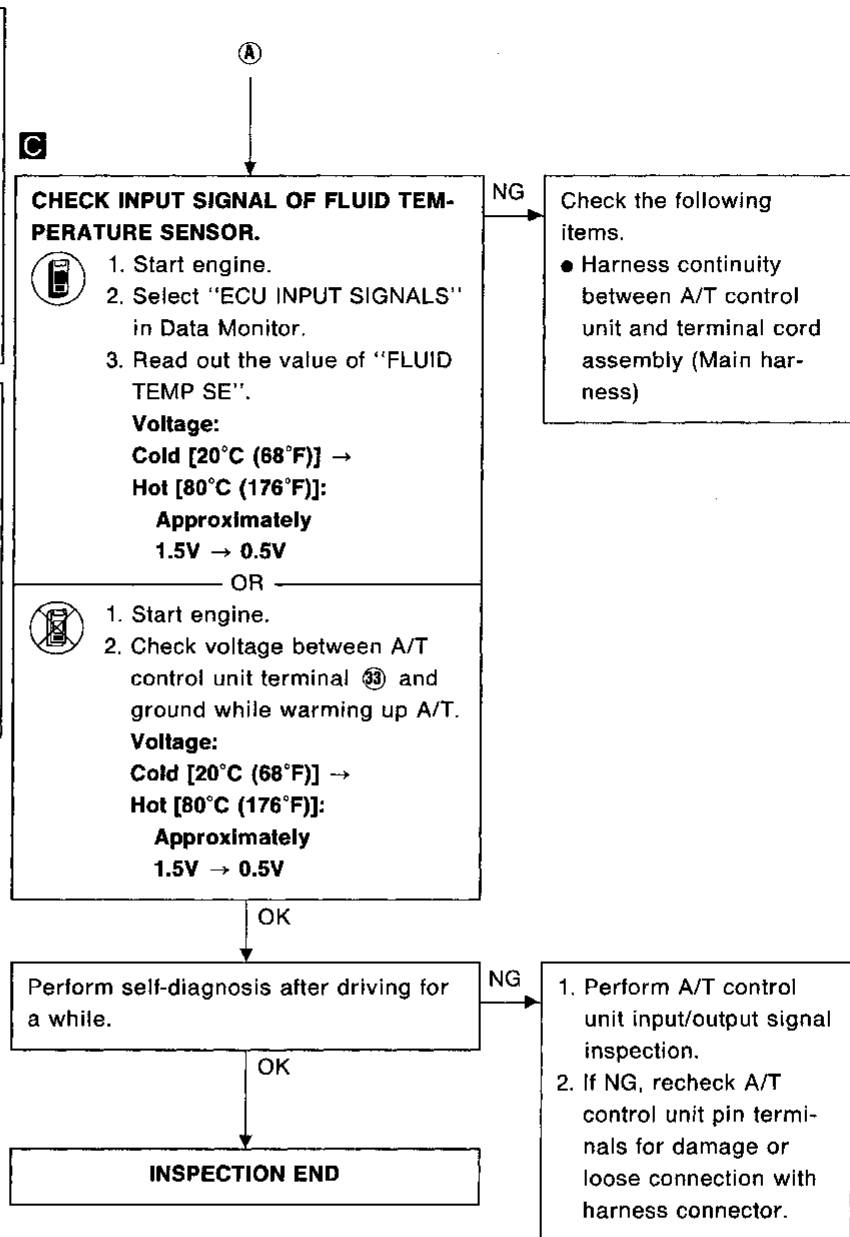 Ⓐ
C
CHECK INPUT SIGNAL OF FLUID TEM-
PERATURE SENSOR.
1. Start engine.
2. Select "ECU INPUT SIGNALS"
in Data Monitor.
3. Read out the value of "FLUID
TEMP SE".
Voltage:
Cold [20°C (68°F)] →
Hot [80°C (176°F)]:
Approximately
1.5V → 0.5V
OR
1. Start engine.
2. Check voltage between A/T
control unit terminal ㉝ and
ground while warming up A/T.
Voltage:
Cold [20°C (68°F)] →
Hot [80°C (176°F)]:
Approximately
1.5V → 0.5V
NG
Check the following
items.
● Harness continuity
between A/T control
unit and terminal cord
assembly (Main har-
ness)
OK
Perform self-diagnosis after driving for
a while.
NG
1. Perform A/T control
unit input/output signal
inspection.
2. If NG, recheck A/T
control unit pin termi-
nals for damage or
loose connection with
harness connector.
OK
INSPECTION END